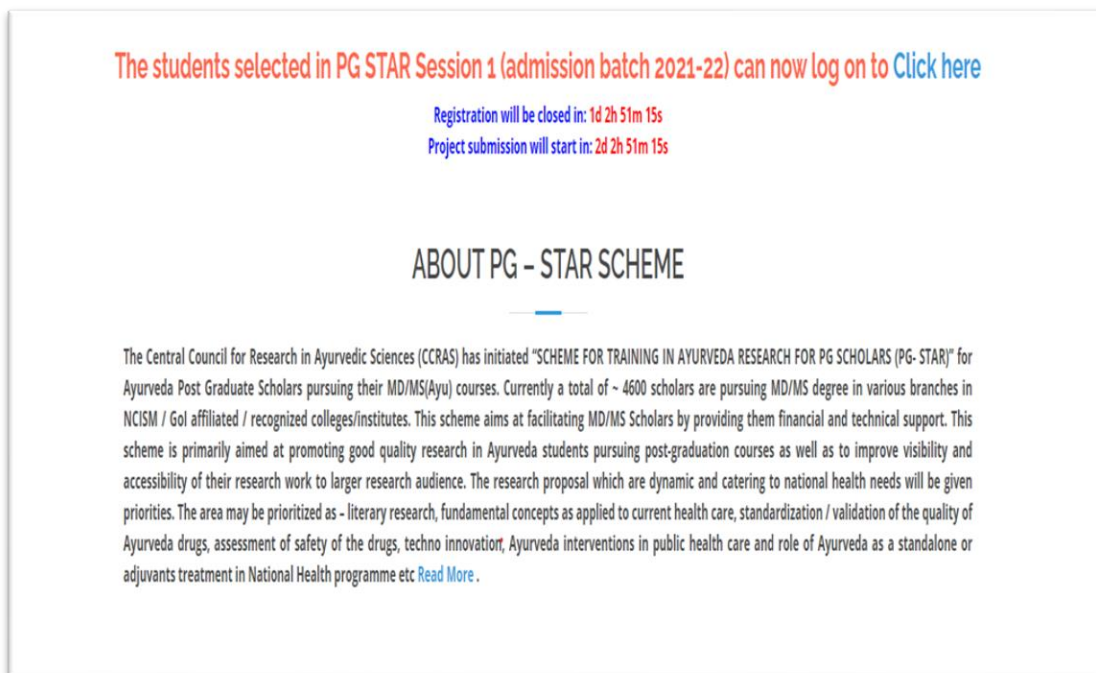 The students selected in PG STAR Session 1 (admission batch 2021-22) can now log on to Click here
Registration will be closed in: 1d 2h 51m 15s
Project submission will start in: 2d 2h 51m 15s
ABOUT PG – STAR SCHEME
The Central Council for Research in Ayurvedic Sciences (CCRAS) has initiated "SCHEME FOR TRAINING IN AYURVEDA RESEARCH FOR PG SCHOLARS (PG- STAR)" for
Ayurveda Post Graduate Scholars pursuing their MD/MS(Ayu) courses. Currently a total of ~ 4600 scholars are pursuing MD/MS degree in various branches in
NCISM / GoI affiliated / recognized colleges/institutes. This scheme aims at facilitating MD/MS Scholars by providing them financial and technical support. This
scheme is primarily aimed at promoting good quality research in Ayurveda students pursuing post-graduation courses as well as to improve visibility and
accessibility of their research work to larger research audience. The research proposal which are dynamic and catering to national health needs will be given
priorities. The area may be prioritized as – literary research, fundamental concepts as applied to current health care, standardization / validation of the quality of
Ayurveda drugs, assessment of safety of the drugs, techno innovation, Ayurveda interventions in public health care and role of Ayurveda as a standalone or
adjuvants treatment in National Health programme etc Read More .